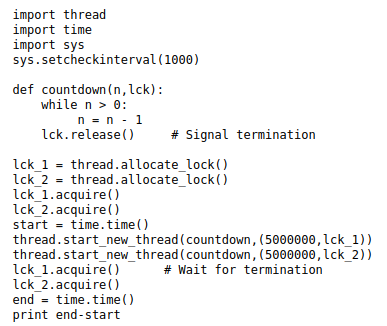 import thread
import time
import sys
sys.setcheckinterval(1000)

def countdown(n,lck):
    while n > 0:
         n = n - 1
    lck.release()     # Signal termination

lck_1 = thread.allocate_lock()
lck_2 = thread.allocate_lock()
lck_1.acquire()
lck_2.acquire()
start = time.time()
thread.start_new_thread(countdown,(5000000,lck_1))
thread.start_new_thread(countdown,(5000000,lck_2))
lck_1.acquire()      # Wait for termination
lck_2.acquire()
end = time.time()
print end-start